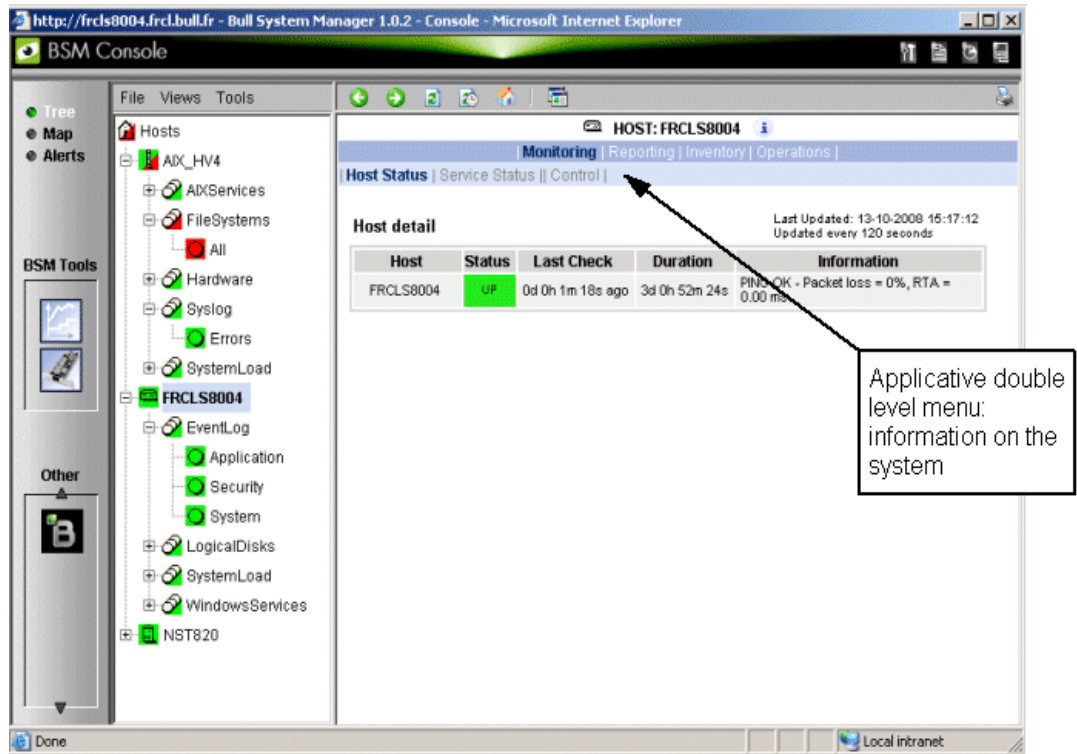 http://frcls8004.frcl.bull.fr - Bull System Manager 1.0.2 - Console - Microsoft Internet Explorer
BSM Console
Tree
Map
Alerts
BSM Tools
Other
File Views Tools
Hosts
AIX_HV4
AIXServices
FileSystems
All
Hardware
Syslog
Errors
SystemLoad
FRCLS8004
EventLog
Application
Security
System
LogicalDisks
SystemLoad
WindowsServices
NST820
HOST: FRCLS8004
Monitoring | Reporting | Inventory | Operations |
| Host Status | Service Status || Control |
Host detail
Last Updated: 13-10-2008 15:17:12
Updated every 120 seconds
Host Status Last Check Duration Information
FRCLS8004 UP 0d 0h 1m 18s ago 3d 0h 52m 24s PING OK - Packet loss = 0%, RTA =
0.00 ms
Applicative double
level menu:
information on the
system
Done
Local intranet